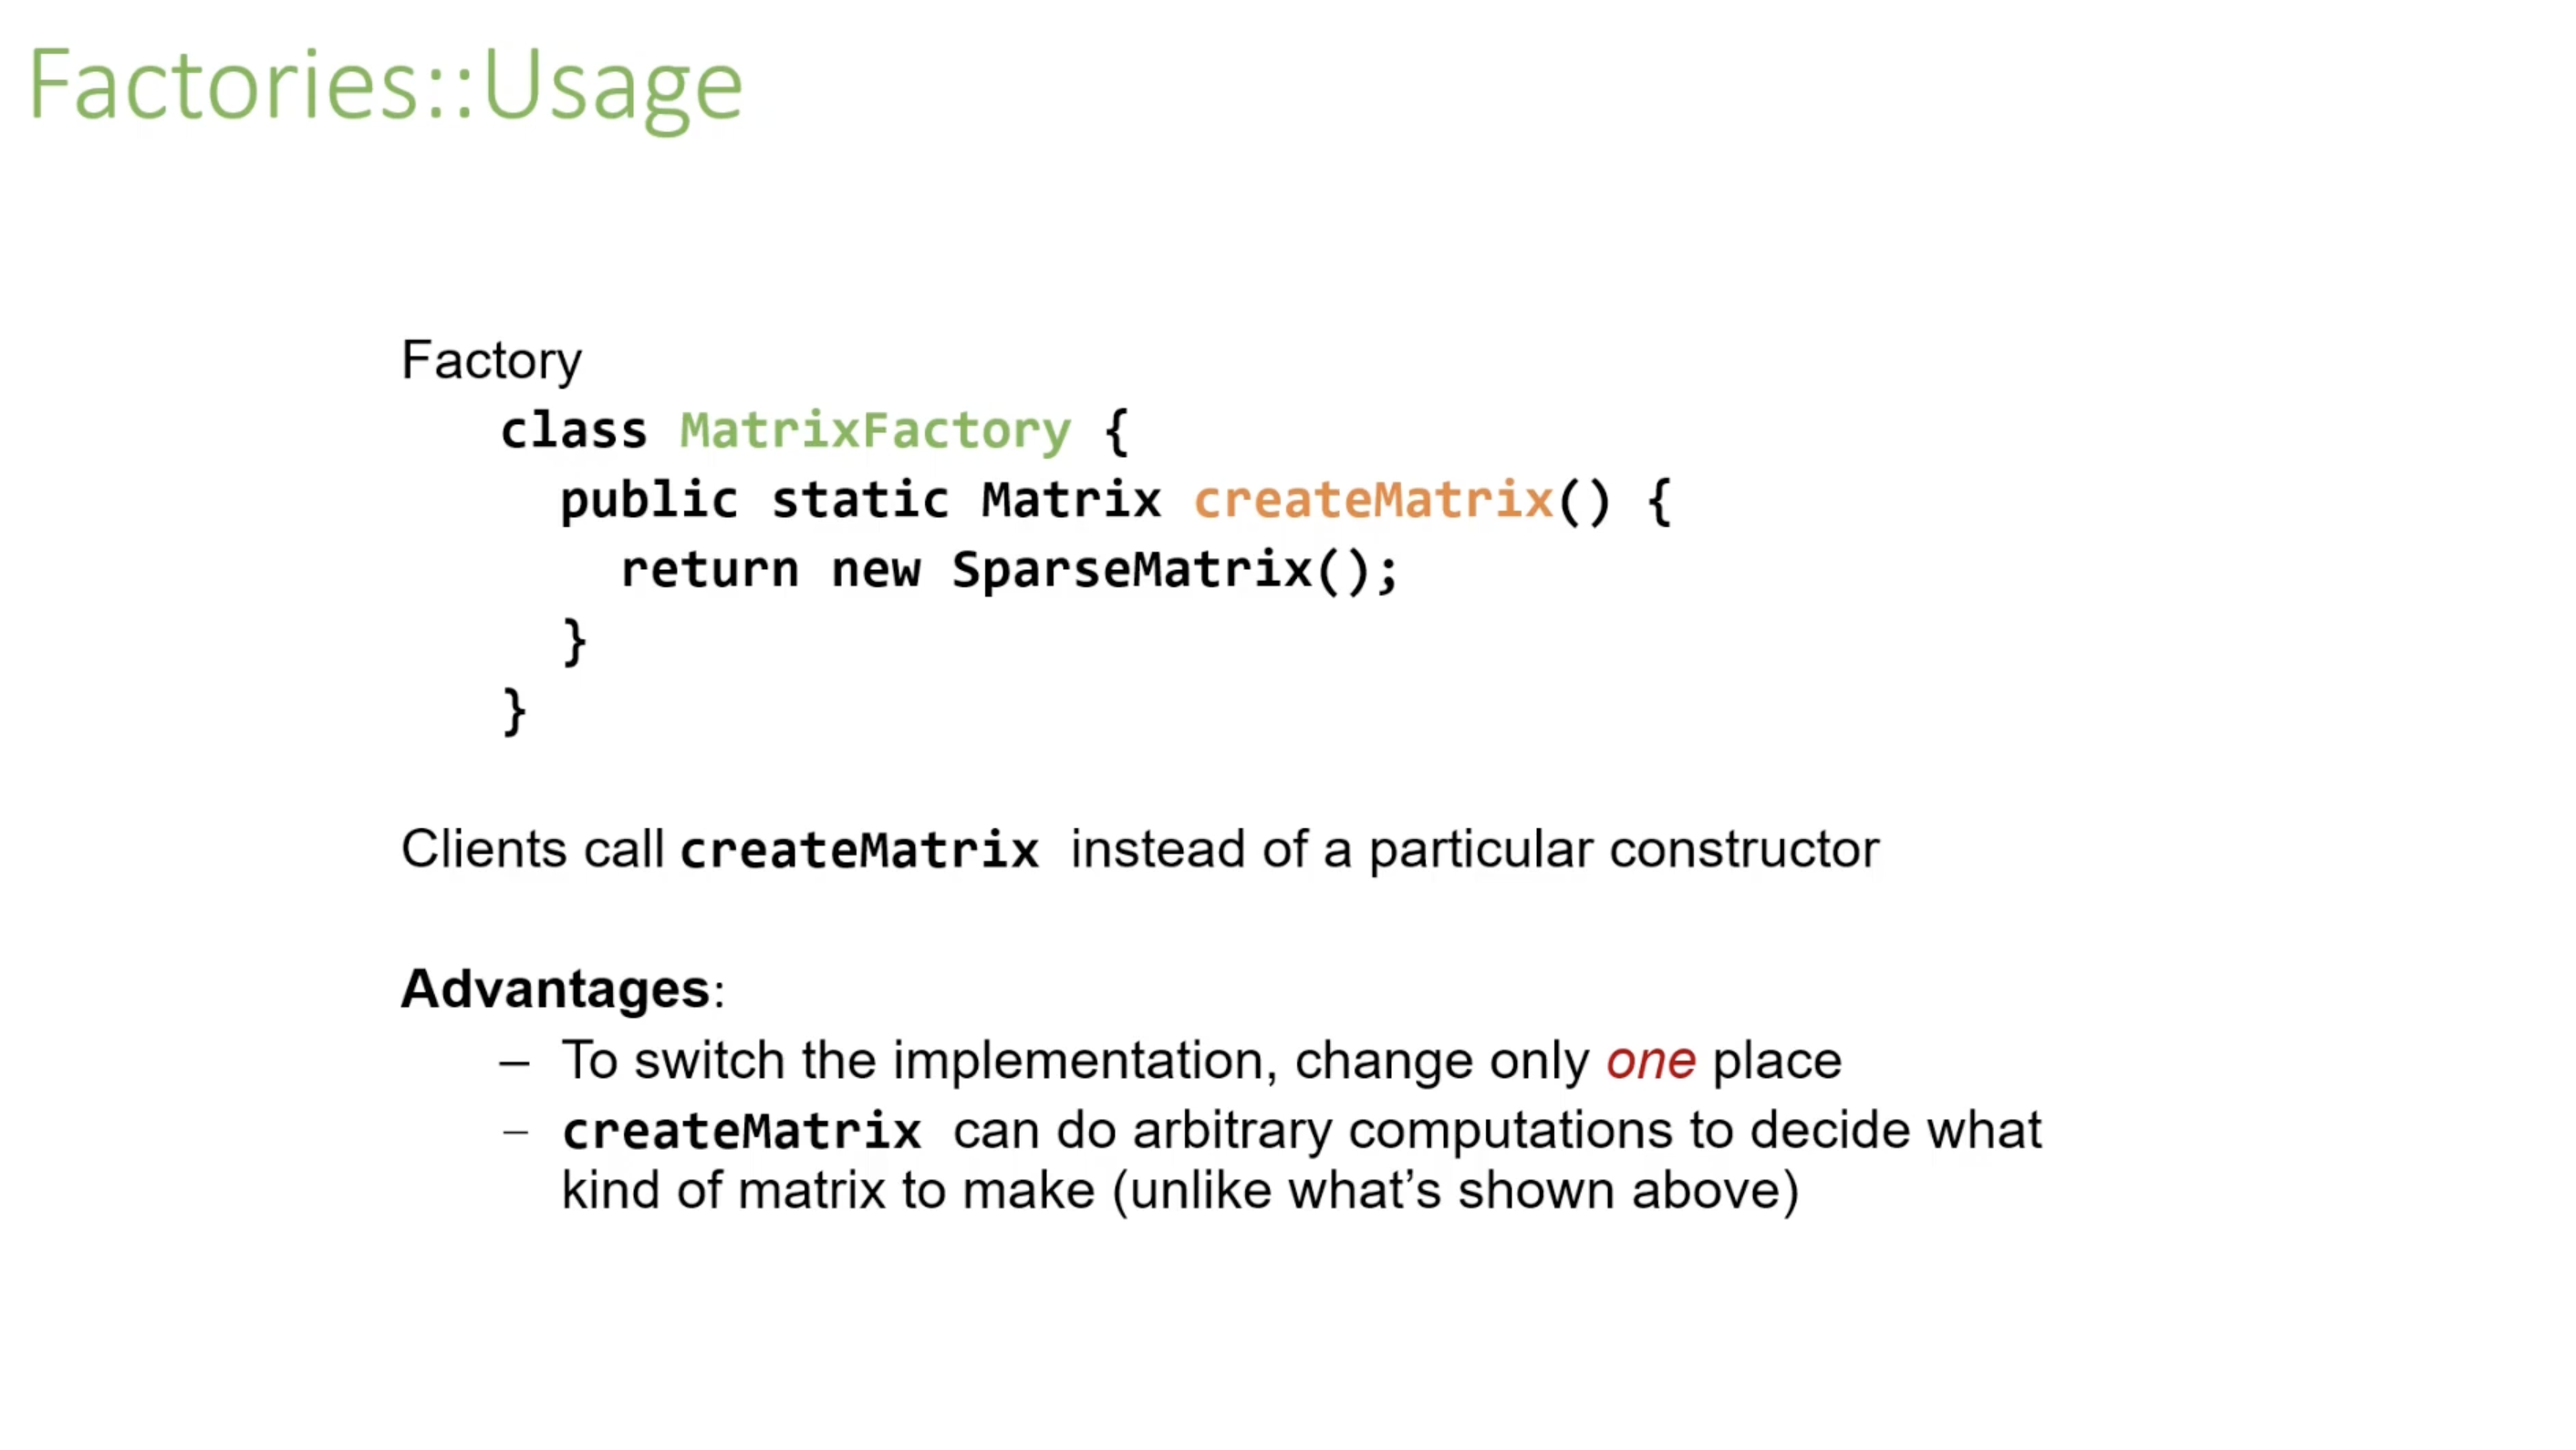 Factories::Usage
Factory
class MatrixFactory {
public static Matrix createMatrix() {
return new SparseMatrix();
}
}
Clients call createMatrix instead of a particular constructor
Advantages:
– To switch the implementation, change only one place
– createMatrix can do arbitrary computations to decide what
kind of matrix to make (unlike what’s shown above)